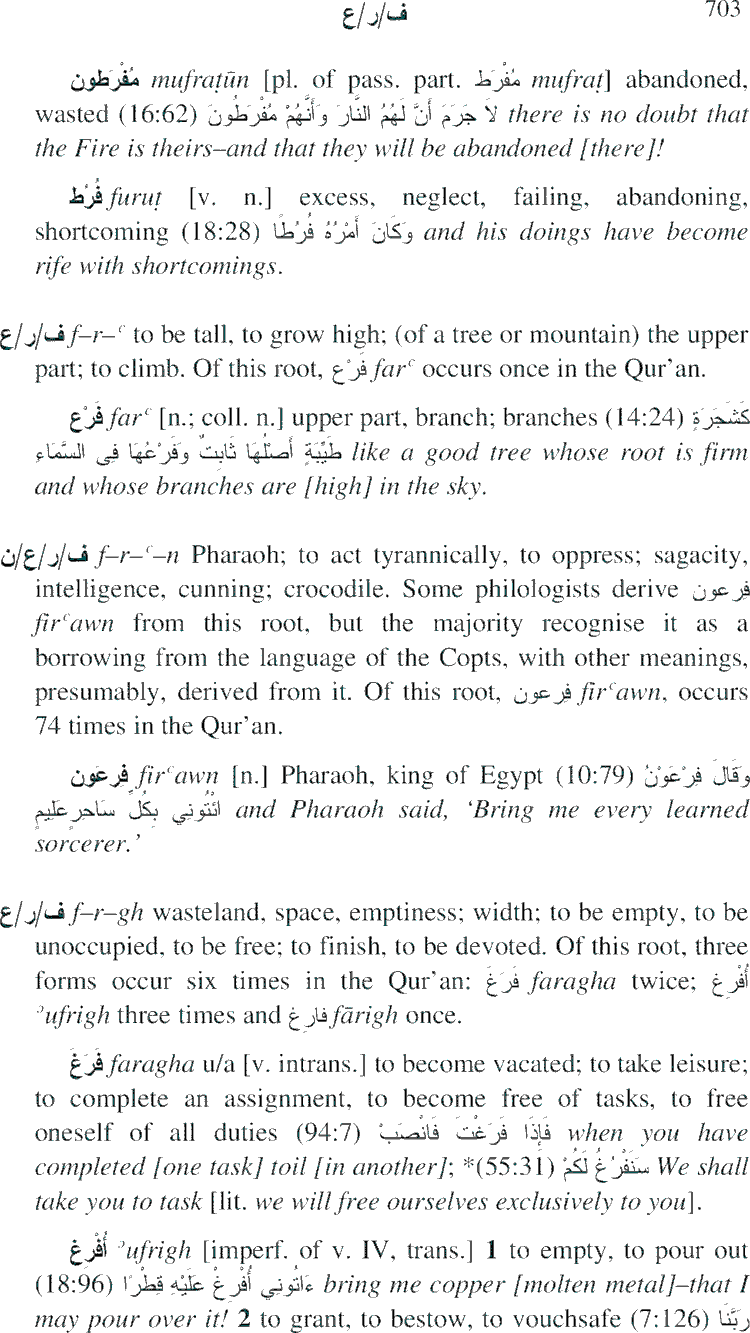 ف/ر/ع 703
مُفْرَطون mufraṭūn [pl. of pass. part. مُفْرَط mufraṭ] abandoned,
wasted (16:62) لاَ جَرَمَ أَنَّ لَهُمُ النَّارَ وَأَنَّهُمْ مُفْرَطُونَ there is no doubt that
the Fire is theirs–and that they will be abandoned [there]!
فُرُط furuṭ [v. n.] excess, neglect, failing, abandoning,
shortcoming (18:28) وَكَانَ أَمْرُهُ فُرُطًا and his doings have become
rife with shortcomings.
ف/ر/ع f–r–ᶜ to be tall, to grow high; (of a tree or mountain) the upper
part; to climb. Of this root, فَرْع farᶜ occurs once in the Qur’an.
فَرْع farᶜ [n.; coll. n.] upper part, branch; branches (14:24) كَشَجَرَةٍ
طَيِّبَةٍ أَصْلُهَا ثَابِتٌ وَفَرْعُهَا فِى السَّمَاءِ like a good tree whose root is firm
and whose branches are [high] in the sky.
ف/ر/ع/ن f–r–ᶜ–n Pharaoh; to act tyrannically, to oppress; sagacity,
intelligence, cunning; crocodile. Some philologists derive فِرعون
firᶜawn from this root, but the majority recognise it as a
borrowing from the language of the Copts, with other meanings,
presumably, derived from it. Of this root, فِرعون firᶜawn, occurs
74 times in the Qur’an.
فِرعَون firᶜawn [n.] Pharaoh, king of Egypt (10:79) وَقَالَ فِرْعَوْنُ
ائْتُونِي بِكُلِّ سَاحِرٍ عَلِيمٍ and Pharaoh said, ‘Bring me every learned
sorcerer.’
ف/ر/ع f–r–gh wasteland, space, emptiness; width; to be empty, to be
unoccupied, to be free; to finish, to be devoted. Of this root, three
forms occur six times in the Qur’an: فَرَغَ faragha twice; أُفْرِغ
ʾufrigh three times and فارِغ fārigh once.
فَرَغَ faragha u/a [v. intrans.] to become vacated; to take leisure;
to complete an assignment, to become free of tasks, to free
oneself of all duties (94:7) فَإِذَا فَرَغْتَ فَانْصَبْ when you have
completed [one task] toil [in another]; *(55:31) سَنَفْرُغُ لَكُمْ We shall
take you to task [lit. we will free ourselves exclusively to you].
أُفْرِغ ʾufrigh [imperf. of v. IV, trans.] 1 to empty, to pour out
(18:96) ءَاتُونِي أُفْرِغْ عَلَيْهِ قِطْرًا bring me copper [molten metal]–that I
may pour over it! 2 to grant, to bestow, to vouchsafe (7:126) رَبَّنَا